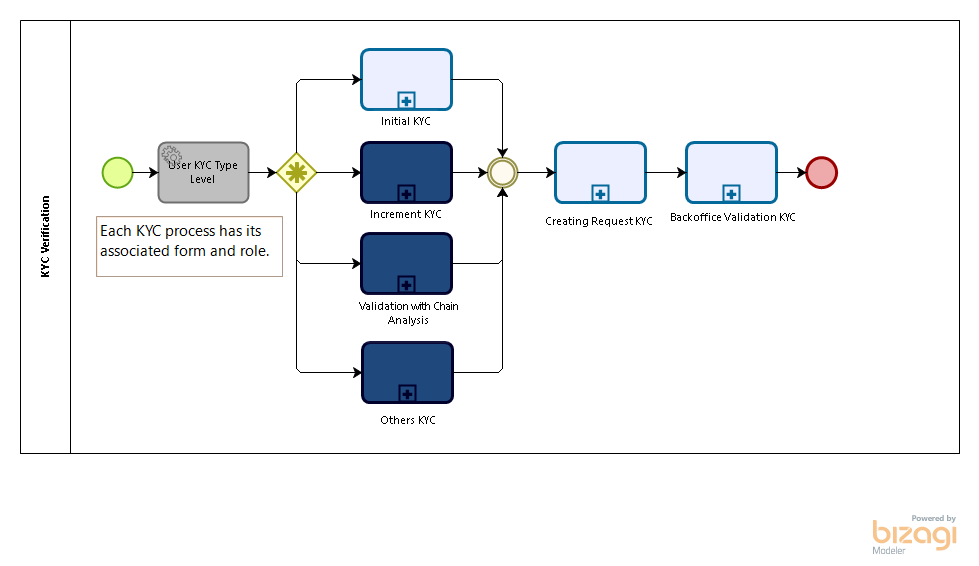 KYC Verification
User KYC Type
Level
Each KYC process has its
associated form and role.
Initial KYC
Increment KYC
Validation with Chain
Analysis
Others KYC
Creating Request KYC
Backoffice Validation KYC
Powered by
bizagi
Modeler